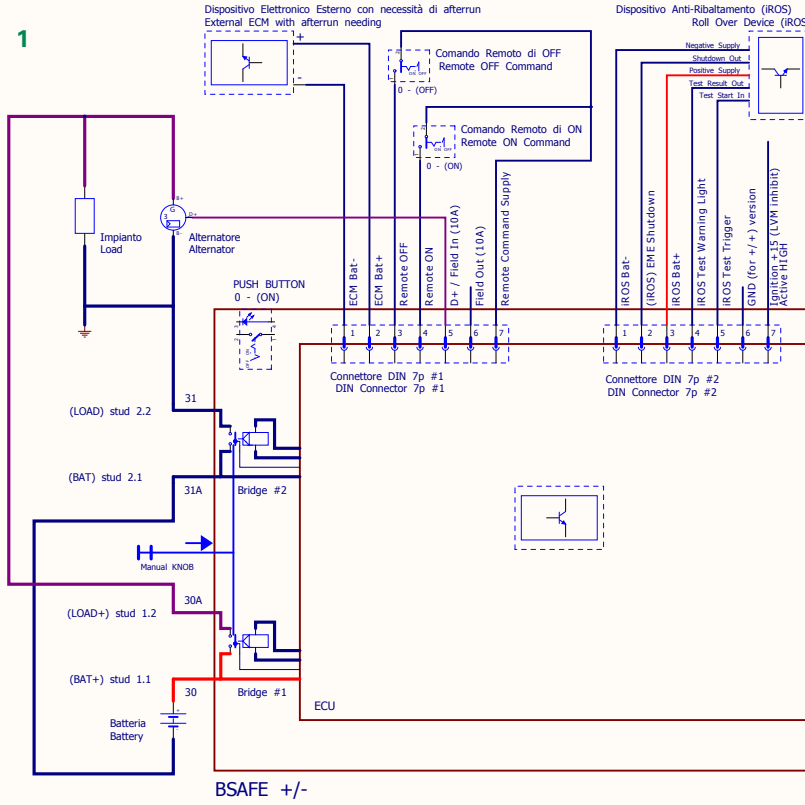 Dispositivo Elettronico Esterno con necessità di afterrun
External ECM with afterrun needing
Dispositivo Anti-Ribaltamento (iROS)
Roll Over Device (iROS
1
+
-
Comando Remoto di OFF
Remote OFF Command
0 - (OFF)
Comando Remoto di ON
Remote ON Command
0 - (ON)
ON OFF
ON OFF
Negative Supply
Shutdown Out
Positive Supply
Test Result Out
Test Start In
B+
G
3
D+
B-
Impianto
Load
Alternatore
Alternator
PUSH BUTTON
0 - (ON)
ECM Bat-
ECM Bat+
Remote OFF
Remote ON
D+ / Field In (10A)
Field Out (10A)
Remote Command Supply
iROS Bat-
(iROS) EME Shutdown
iROS Bat+
iROS Test Warning Light
iROS Test Trigger
GND (for +/+) version
Ignition +15 (LVM inhibit)
Active HIGH
1 2 3 4 5 6 7
1 2 3 4 5 6 7
Connettore DIN 7p #1
DIN Connector 7p #1
Connettore DIN 7p #2
DIN Connector 7p #2
31
(LOAD) stud 2.2
(BAT) stud 2.1
31A
Bridge #2
Manual KNOB
30A
(LOAD+) stud 1.2
(BAT+) stud 1.1
30
Bridge #1
ECU
Batteria
Battery
+
-
BSAFE +/-